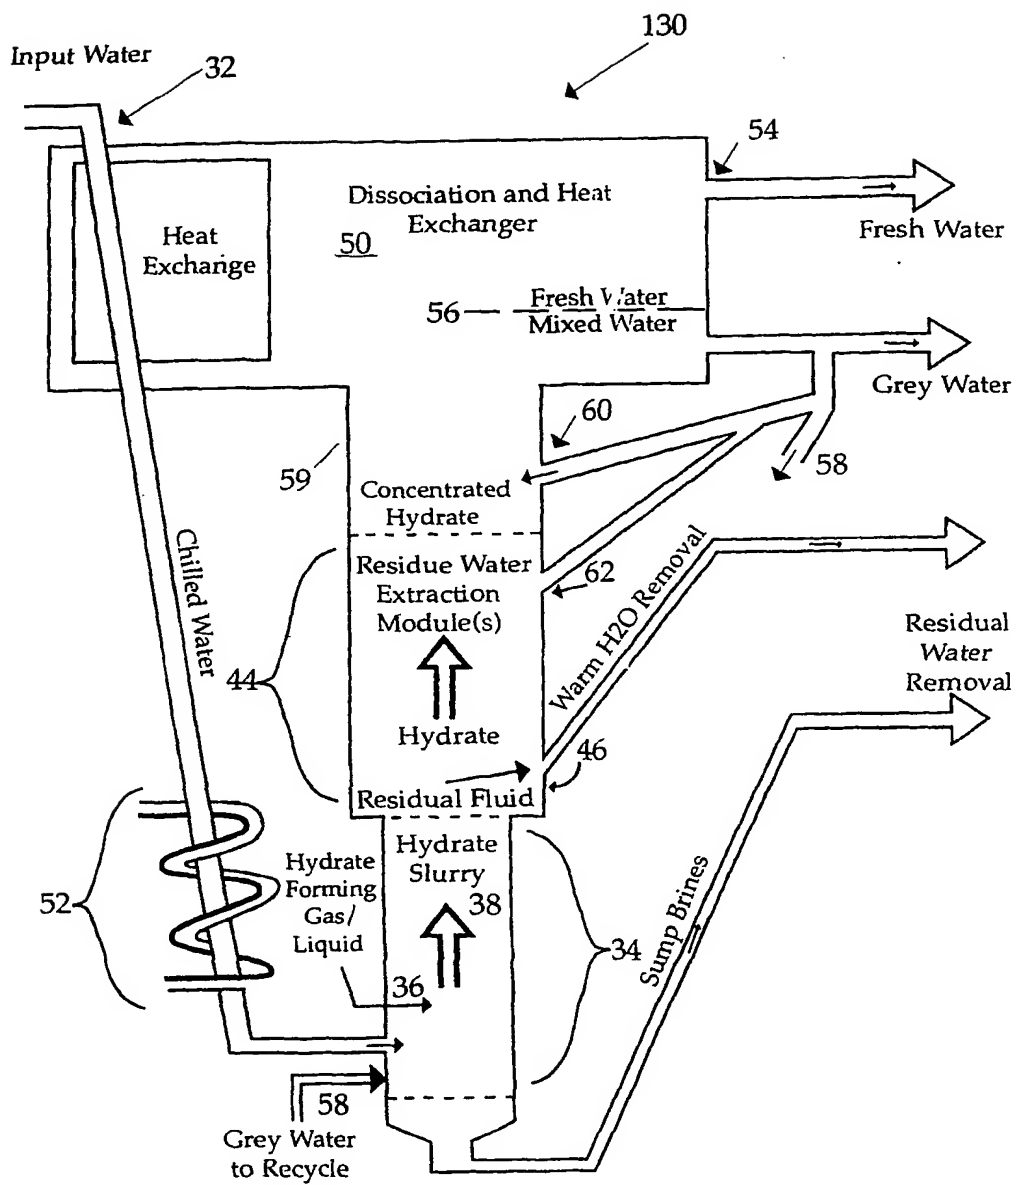 130
Input Water
32
54
Dissociation and Heat
Exchanger
50
Heat
Exchange
Fresh Water
56
Fresh Water
Mixed Water
Grey Water
60
58
59
Concentrated
Hydrate
Chilled Water
Residue Water
Extraction
Module(s)
62
Warm H2O Removal
Residual
Water
Removal
44
Hydrate
46
Residual Fluid
Hydrate
Slurry
38
Hydrate
Forming
Gas/
Liquid
52
34
Sump Brines
36
58
Grey Water
to Recycle